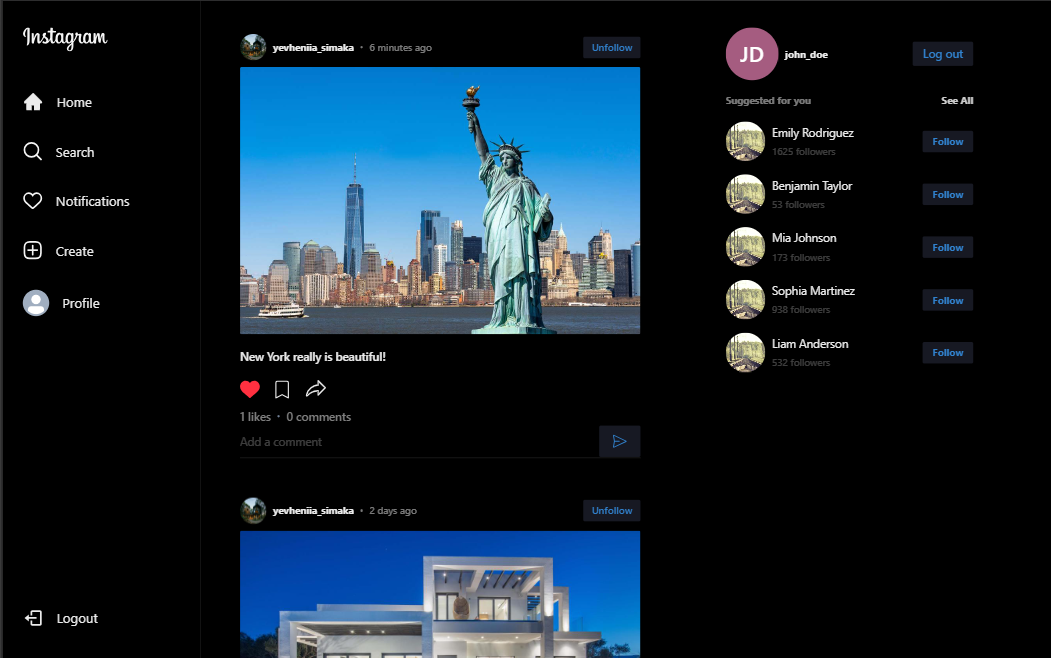 Instagram
Home
Search
Notifications
Create
Profile
Logout
yevheniia_simaka • 6 minutes ago
Unfollow
New York really is beautiful!
1 likes • 0 comments
Add a comment
yevheniia_simaka • 2 days ago
Unfollow
JD
john_doe
Log out
Suggested for you
See All
Emily Rodriguez
1625 followers
Follow
Benjamin Taylor
53 followers
Follow
Mia Johnson
173 followers
Follow
Sophia Martinez
938 followers
Follow
Liam Anderson
532 followers
Follow